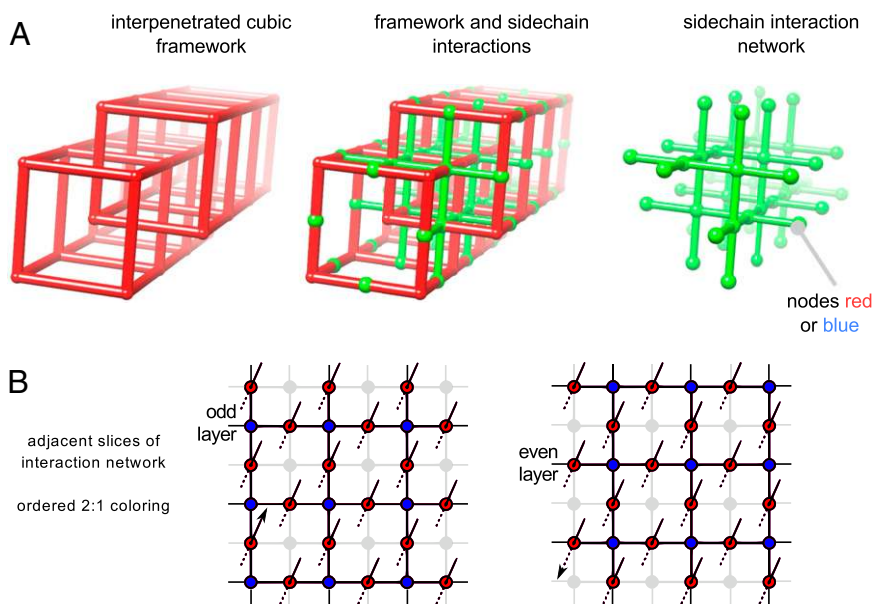 A
interpenetrated cubic
framework
framework and sidechain
interactions
sidechain interaction
network
nodes red
or blue
B
adjacent slices of
interaction network
ordered 2:1 coloring
odd
layer
even
layer